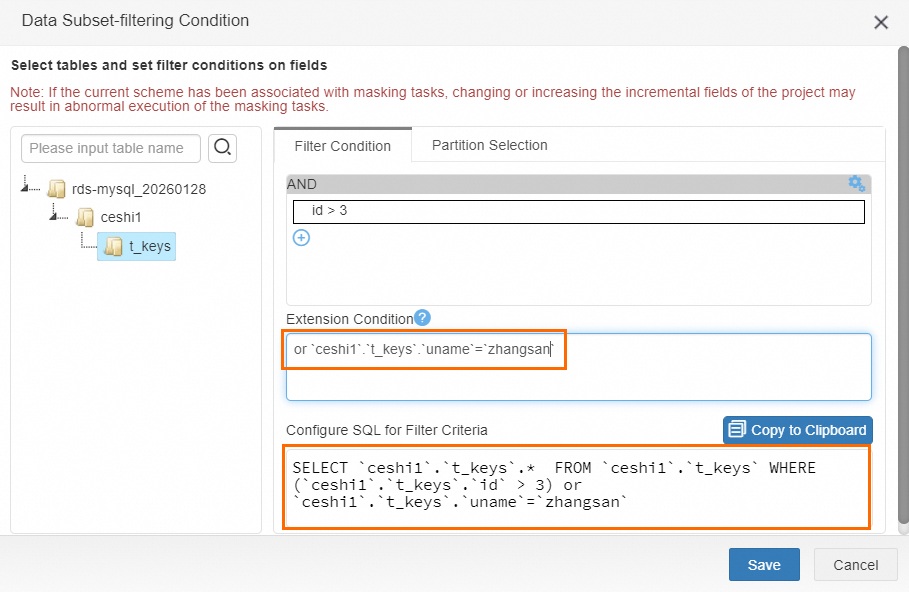 Data Subset-filtering Condition
Select tables and set filter conditions on fields
Note: If the current scheme has been associated with masking tasks, changing or increasing the incremental fields of the project may
result in abnormal execution of the masking tasks.
Please input table name
rds-mysql_20260128
ceshi1
t_keys
Filter Condition
Partition Selection
AND
id > 3
Extension Condition
?
or `ceshi1`.`t_keys`.`uname`=`zhangsan`
Configure SQL for Filter Criteria
Copy to Clipboard
SELECT `ceshi1`.`t_keys`.*  FROM `ceshi1`.`t_keys` WHERE
(`ceshi1`.`t_keys`.`id` > 3) or
`ceshi1`.`t_keys`.`uname`=`zhangsan`
Save
Cancel